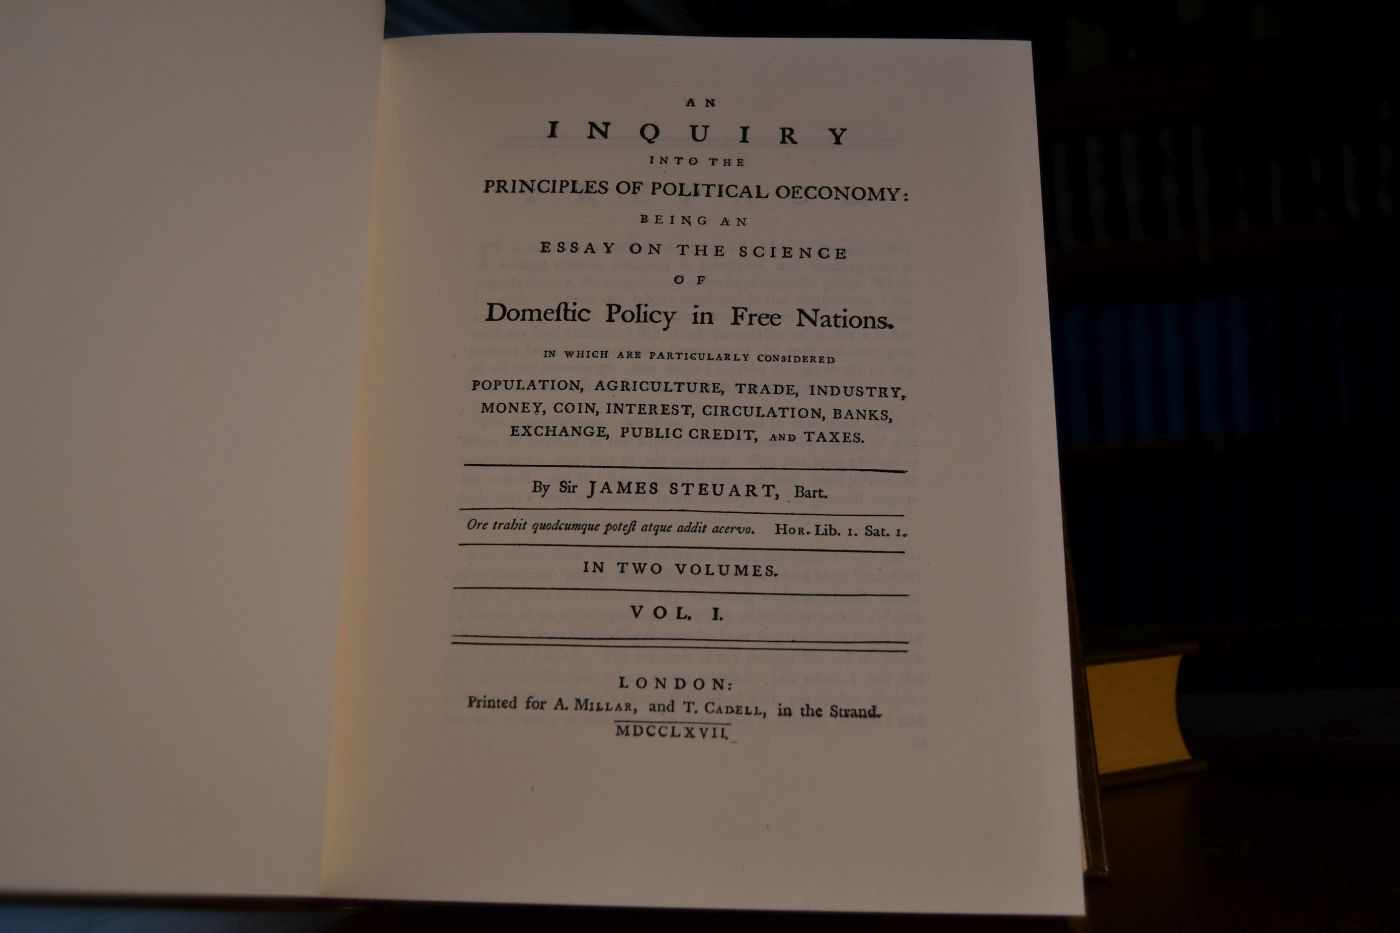 AN
INQUIRY
INTO THE
PRINCIPLES OF POLITICAL OECONOMY:
BEING AN
ESSAY ON THE SCIENCE
OF
Domeſtic Policy in Free Nations.
IN WHICH ARE PARTICULARLY CONSIDERED
POPULATION, AGRICULTURE, TRADE, INDUSTRY,
MONEY, COIN, INTEREST, CIRCULATION, BANKS,
EXCHANGE, PUBLIC CREDIT, AND TAXES.
By Sir JAMES STEUART, Bart.
Ore trahit quodcumque poteſt atque addit acervo. HOR. Lib. 1. Sat. 1.
IN TWO VOLUMES.
VOL. I.
LONDON:
Printed for A. MILLAR, and T. CADELL, in the Strand.
MDCCLXVII.